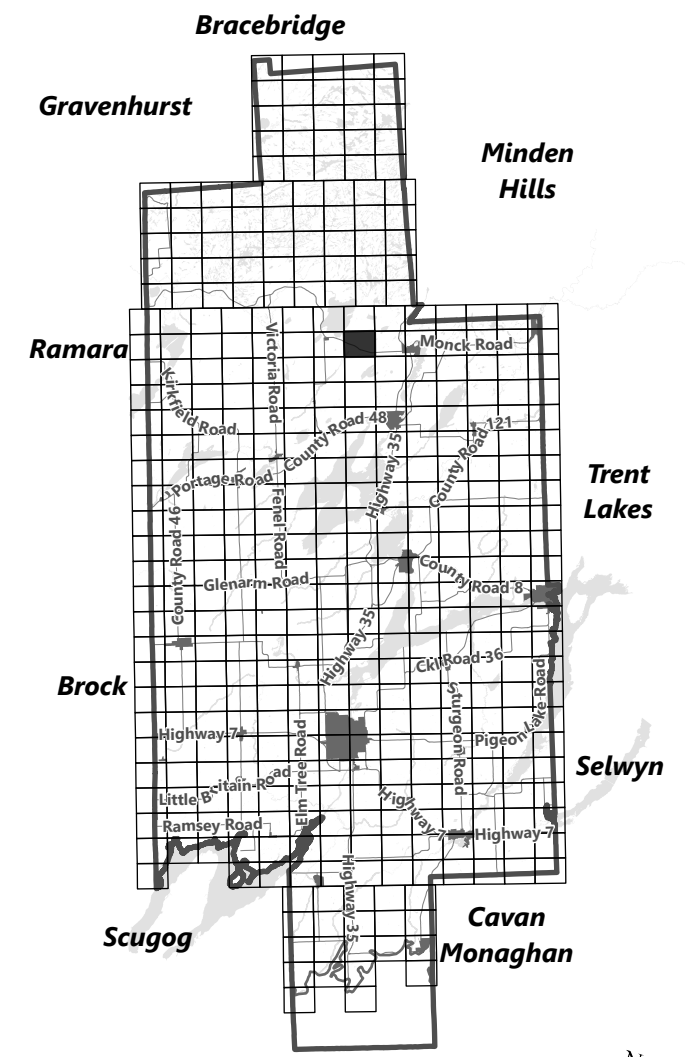 Bracebridge
Gravenhurst
Minden
Hills
Ramara
Monck Road
Victoria Road
Kirkfield Road
County Road 48
County Road 121
Highway 35
Portage Road
Trent
Lakes
Fenel Road
County Road 46
Glenarm Road
County Road 8
Highway 35
Ckl Road 36
Brock
Sturgeon Road
Pigeon Lake Road
Highway 7
Elm Tree Road
Selwyn
Little Britain Road
Highway 7
Ramsey Road
Highway 7
Highway 35
Cavan
Monaghan
Scugog